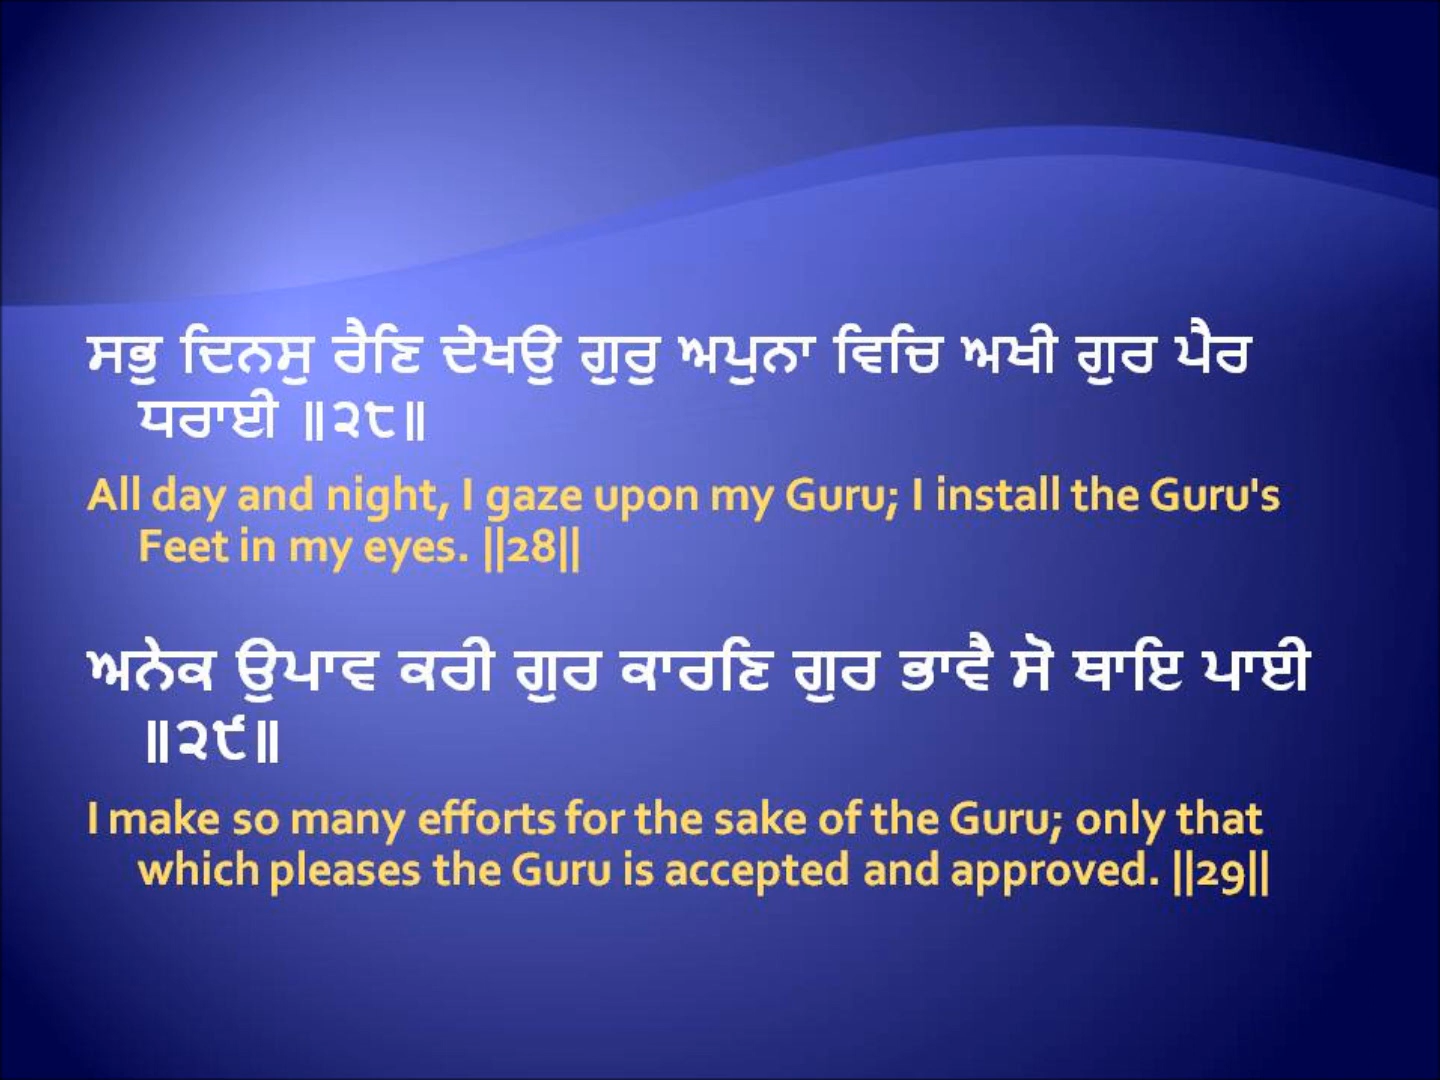 ਸਭੁ ਦਿਨਸੁ ਰੈਣਿ ਦੇਖਉ ਗੁਰੁ ਅਪੁਨਾ ਵਿਚਿ ਅਖੀ ਗੁਰ ਪੈਰ
ਧਰਾਈ ॥੨੮॥
All day and night, I gaze upon my Guru; I install the Guru's
Feet in my eyes. ||28||
ਅਨੇਕ ਉਪਾਵ ਕਰੀ ਗੁਰ ਕਾਰਣਿ ਗੁਰ ਭਾਵੈ ਸੋ ਥਾਇ ਪਾਈ
॥੨੯॥
I make so many efforts for the sake of the Guru; only that
which pleases the Guru is accepted and approved. ||29||